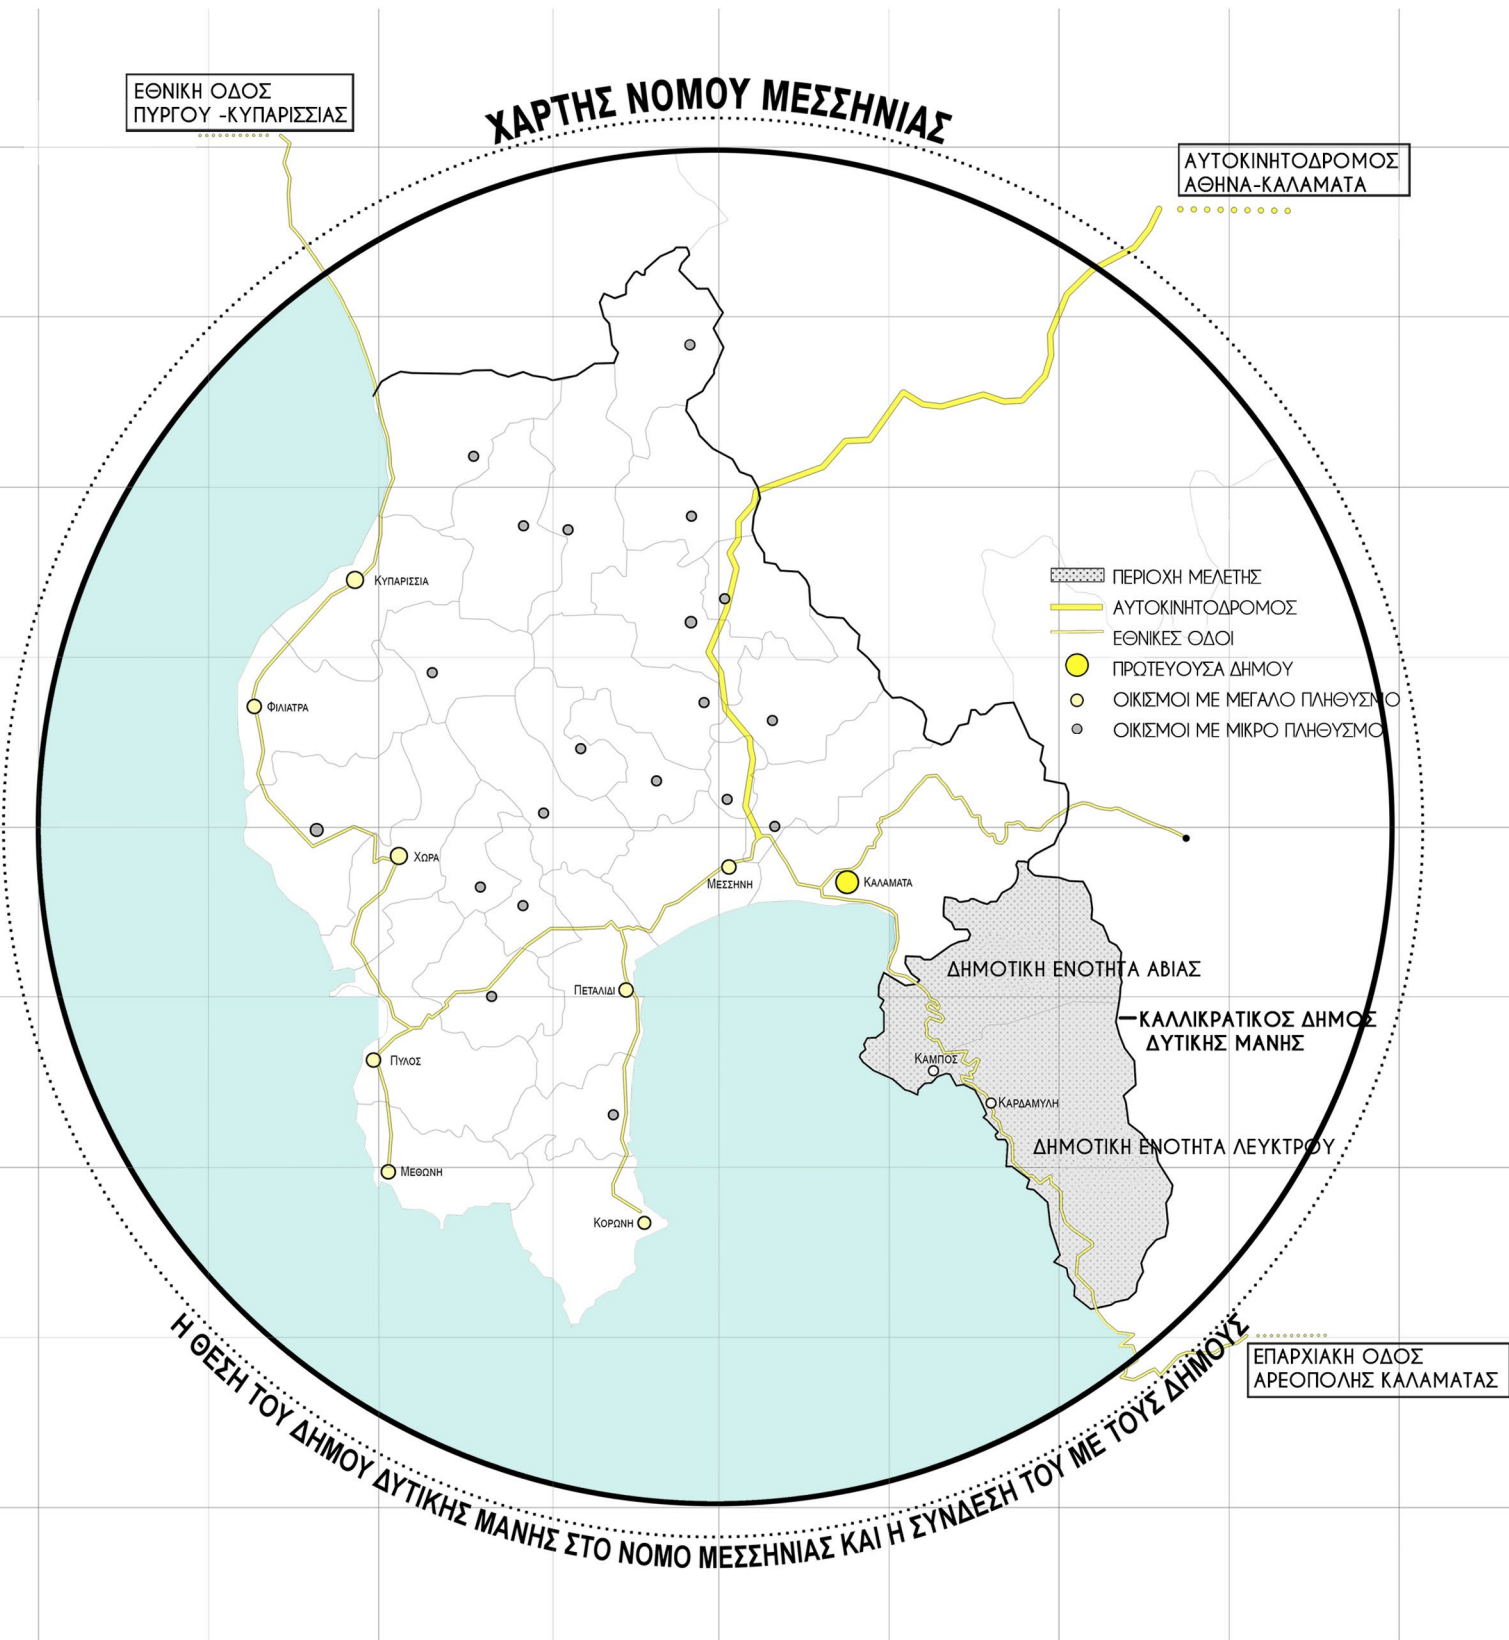 ΕΘΝΙΚΗ ΟΔΟΣ
ΠΥΡΓΟΥ -ΚΥΠΑΡΙΣΣΙΑΣ
ΧΑΡΤΗΣ ΝΟΜΟΥ ΜΕΣΣΗΝΙΑΣ
ΑΥΤΟΚΙΝΗΤΟΔΡΟΜΟΣ
ΑΘΗΝΑ-ΚΑΛΑΜΑΤΑ
ΠΕΡΙΟΧΗ ΜΕΛΕΤΗΣ
ΑΥΤΟΚΙΝΗΤΟΔΡΟΜΟΣ
ΕΘΝΙΚΕΣ ΟΔΟΙ
ΠΡΩΤΕΥΟΥΣΑ ΔΗΜΟΥ
ΟΙΚΙΣΜΟΙ ΜΕ ΜΕΓΑΛΟ ΠΛΗΘΥΣΜΟ
ΟΙΚΙΣΜΟΙ ΜΕ ΜΙΚΡΟ ΠΛΗΘΥΣΜΟ
ΚΥΠΑΡΙΣΣΙΑ
ΦΙΛΙΑΤΡΑ
ΧΩΡΑ
ΜΕΣΣΗΝΗ
ΚΑΛΑΜΑΤΑ
ΔΗΜΟΤΙΚΗ ΕΝΟΤΗΤΑ ΑΒΙΑΣ
ΠΕΤΑΛΙΔΙ
ΚΑΛΛΙΚΡΑΤΙΚΟΣ ΔΗΜΟΣ
ΔΥΤΙΚΗΣ ΜΑΝΗΣ
ΠΥΛΟΣ
ΚΑΜΠΟΣ
ΚΑΡΔΑΜΥΛΗ
ΔΗΜΟΤΙΚΗ ΕΝΟΤΗΤΑ ΛΕΥΚΤΡΟΥ
ΜΕΘΩΝΗ
ΚΟΡΩΝΗ
ΕΠΑΡΧΙΑΚΗ ΟΔΟΣ
ΑΡΕΟΠΟΛΗΣ ΚΑΛΑΜΑΤΑΣ
Η ΘΕΣΗ ΤΟΥ ΔΗΜΟΥ ΔΥΤΙΚΗΣ ΜΑΝΗΣ ΣΤΟ ΝΟΜΟ ΜΕΣΣΗΝΙΑΣ ΚΑΙ Η ΣΥΝΔΕΣΗ ΤΟΥ ΜΕ ΤΟΥΣ ΔΗΜΟΥΣ